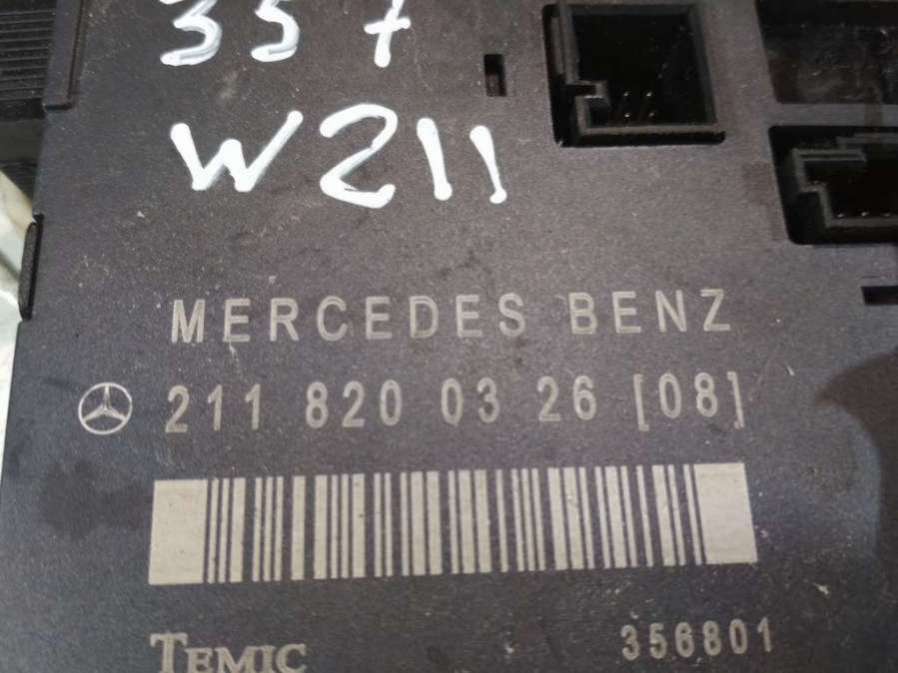 357
W211
MERCEDES BENZ
211 820 03 26 [08]
TEMIC
356801